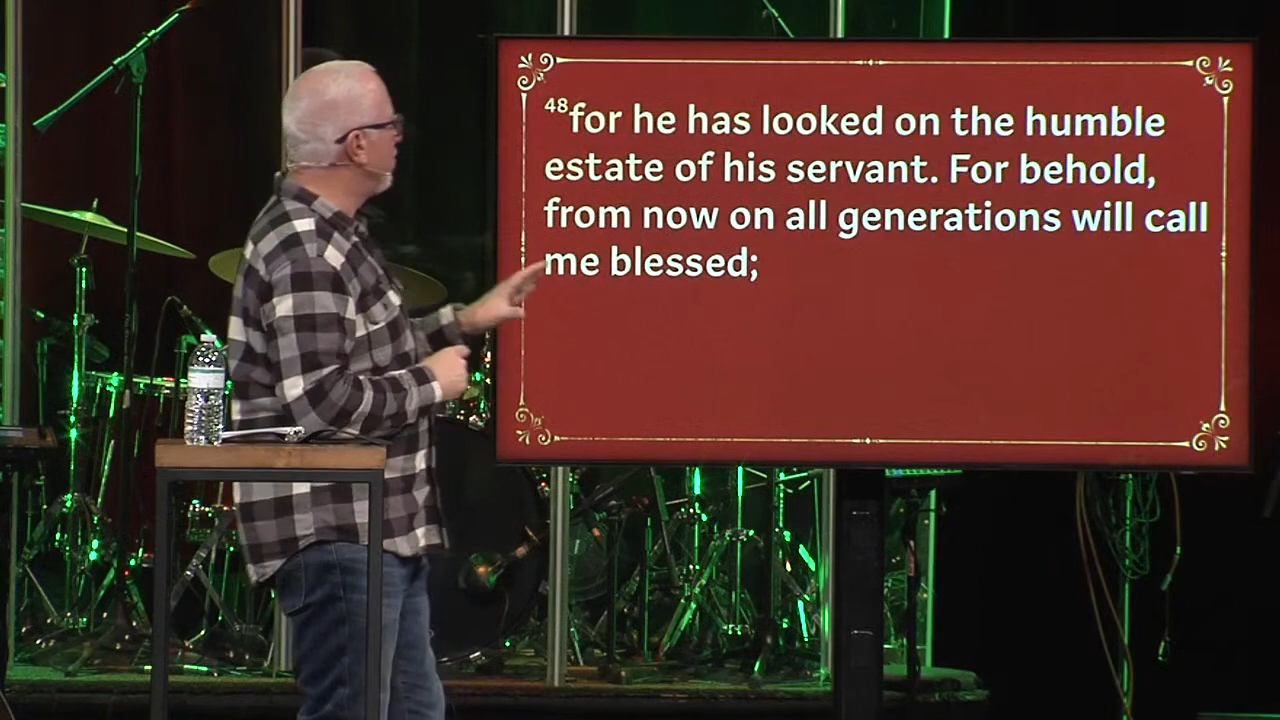 48for he has looked on the humble
estate of his servant. For behold,
from now on all generations will call
me blessed;